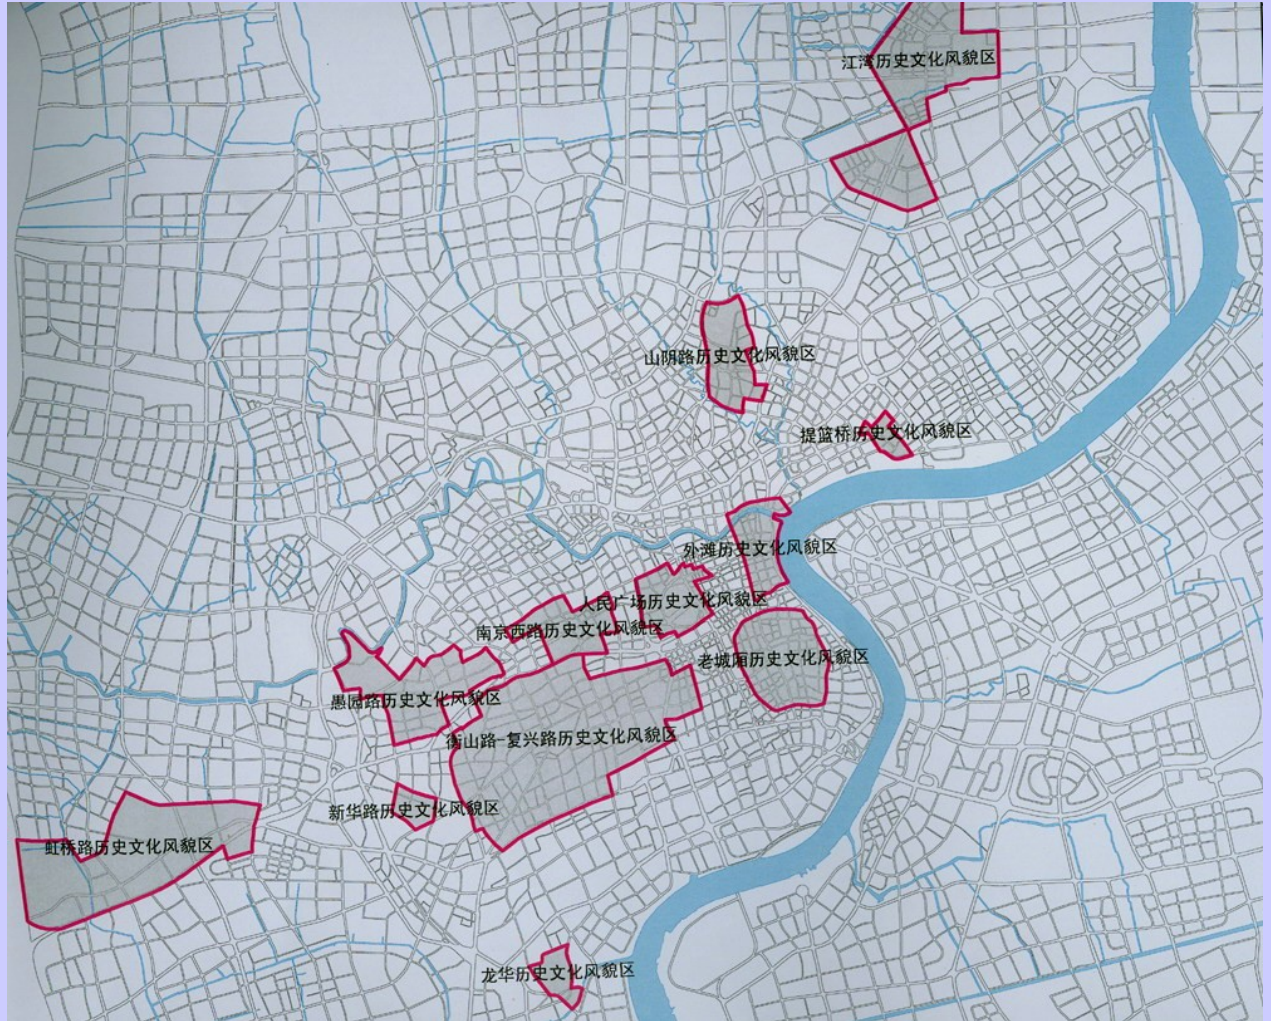 江湾历史文化风貌区
山阴路历史文化风貌区
提篮桥历史文化风貌区
外滩历史文化风貌区
人民广场历史文化风貌区
南京西路历史文化风貌区
老城厢历史文化风貌区
愚园路历史文化风貌区
衡山路-复兴路历史文化风貌区
新华路历史文化风貌区
虹桥路历史文化风貌区
龙华历史文化风貌区